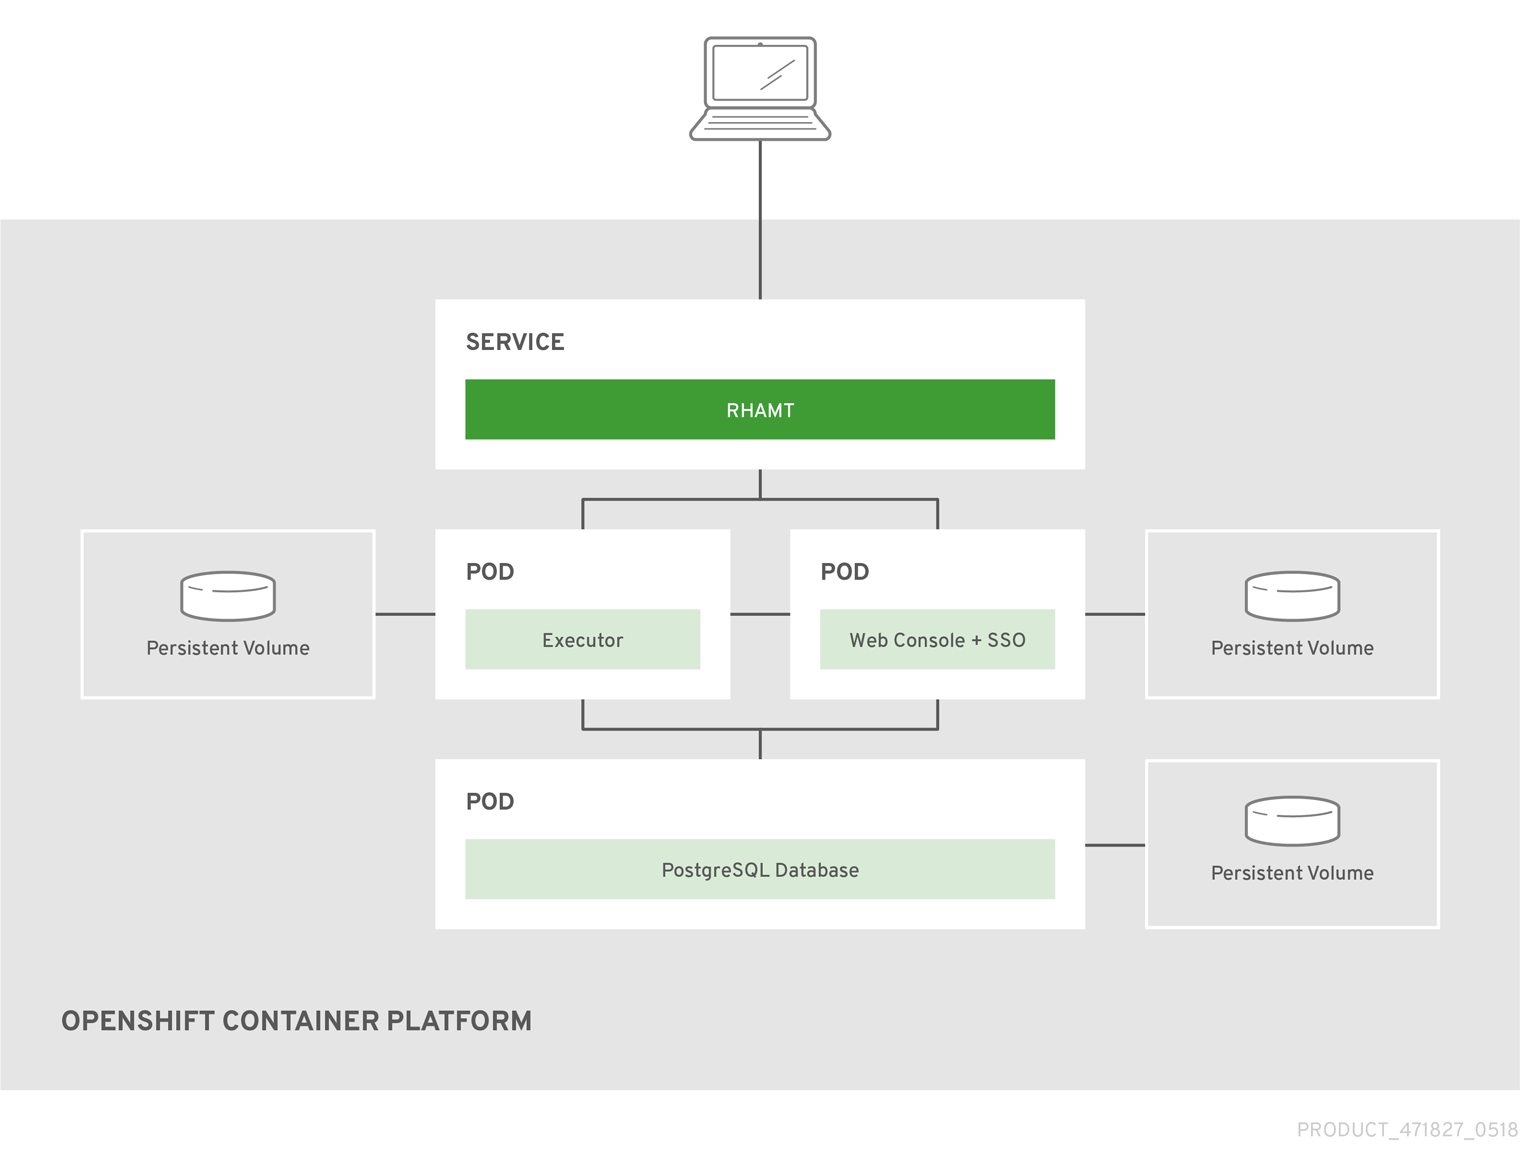 SERVICE
RHAMT
POD
POD
Executor
Web Console + SSO
Persistent Volume
Persistent Volume
POD
PostgreSQL Database
Persistent Volume
OPENSHIFT CONTAINER PLATFORM
PRODUCT_471827_0518